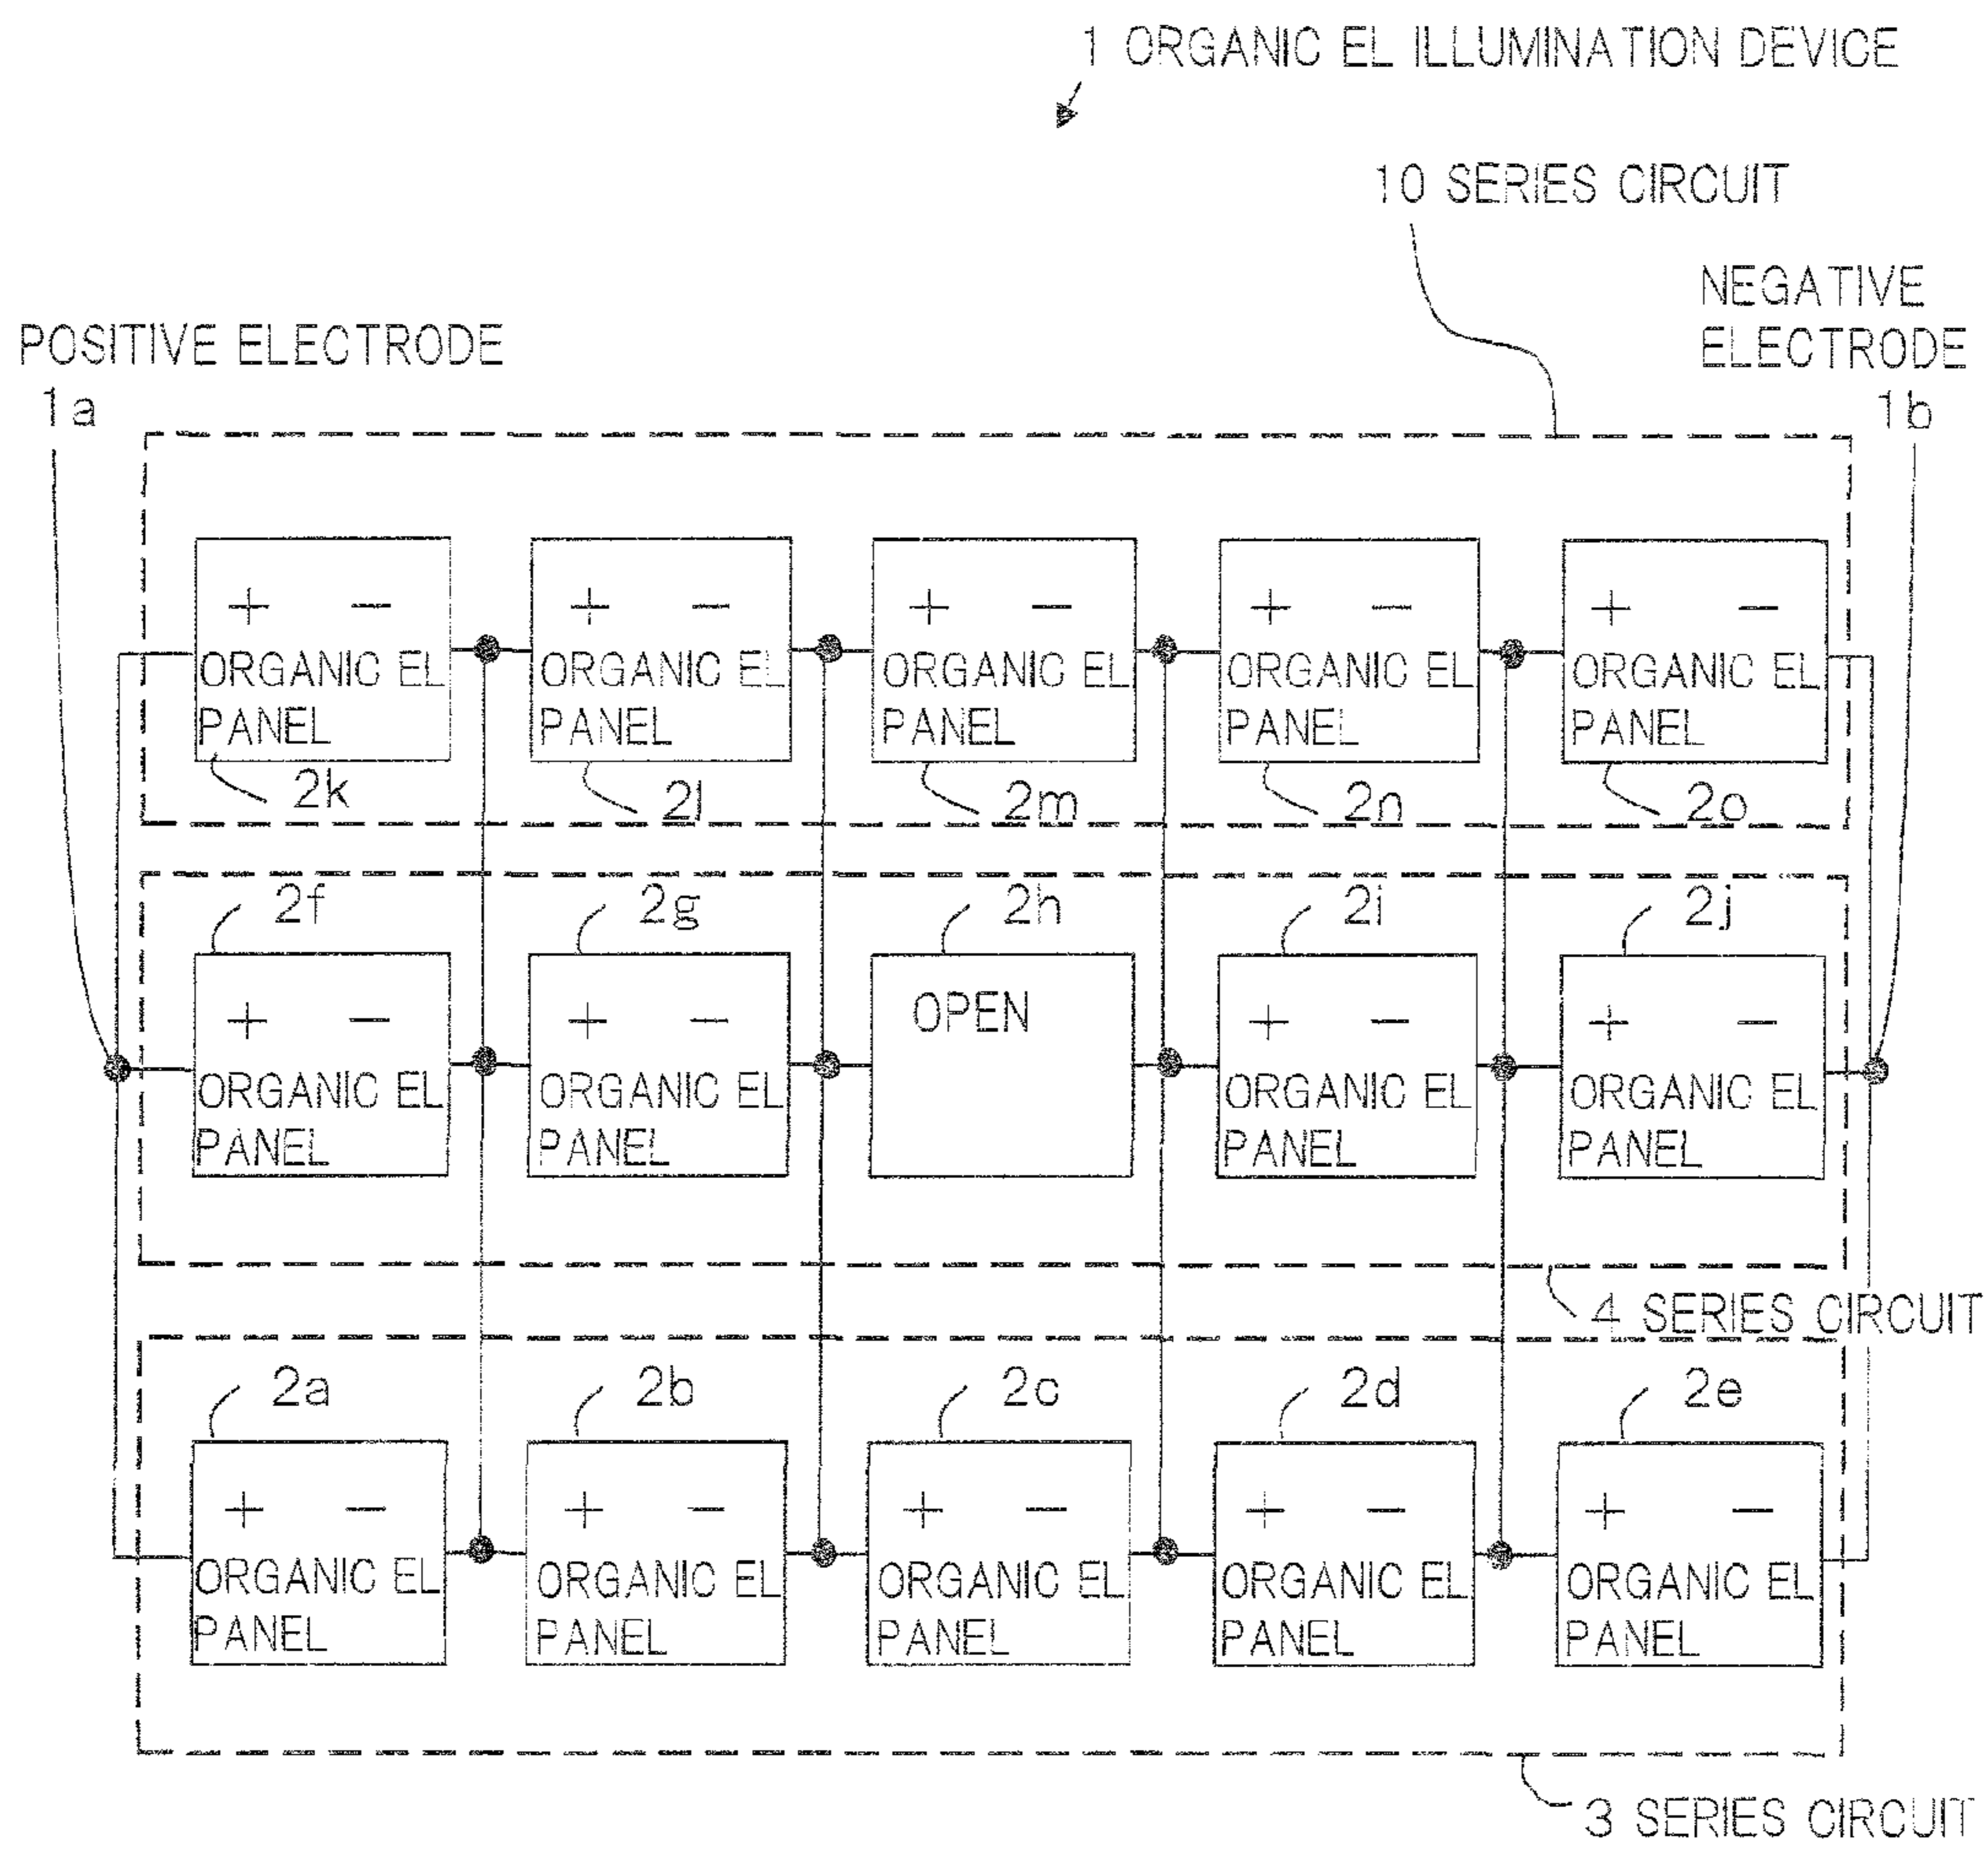 1 ORGANIC EL ILLUMINATION DEVICE
10 SERIES CIRCUIT
NEGATIVE
ELECTRODE
1b
POSITIVE ELECTRODE
1a
+ − + − + − + − + −
ORGANIC EL ORGANIC EL ORGANIC EL ORGANIC EL ORGANIC EL
PANEL PANEL PANEL PANEL PANEL
2k 2l 2m 2n 2o
2f 2g 2h 2i 2j
+ − + − OPEN + − + −
ORGANIC EL ORGANIC EL ORGANIC EL ORGANIC EL
PANEL PANEL PANEL PANEL
4 SERIES CIRCUIT
2a 2b 2c 2d 2e
+ − + − + − + − + −
ORGANIC EL ORGANIC EL ORGANIC EL ORGANIC EL ORGANIC EL
PANEL PANEL PANEL PANEL PANEL
3 SERIES CIRCUIT